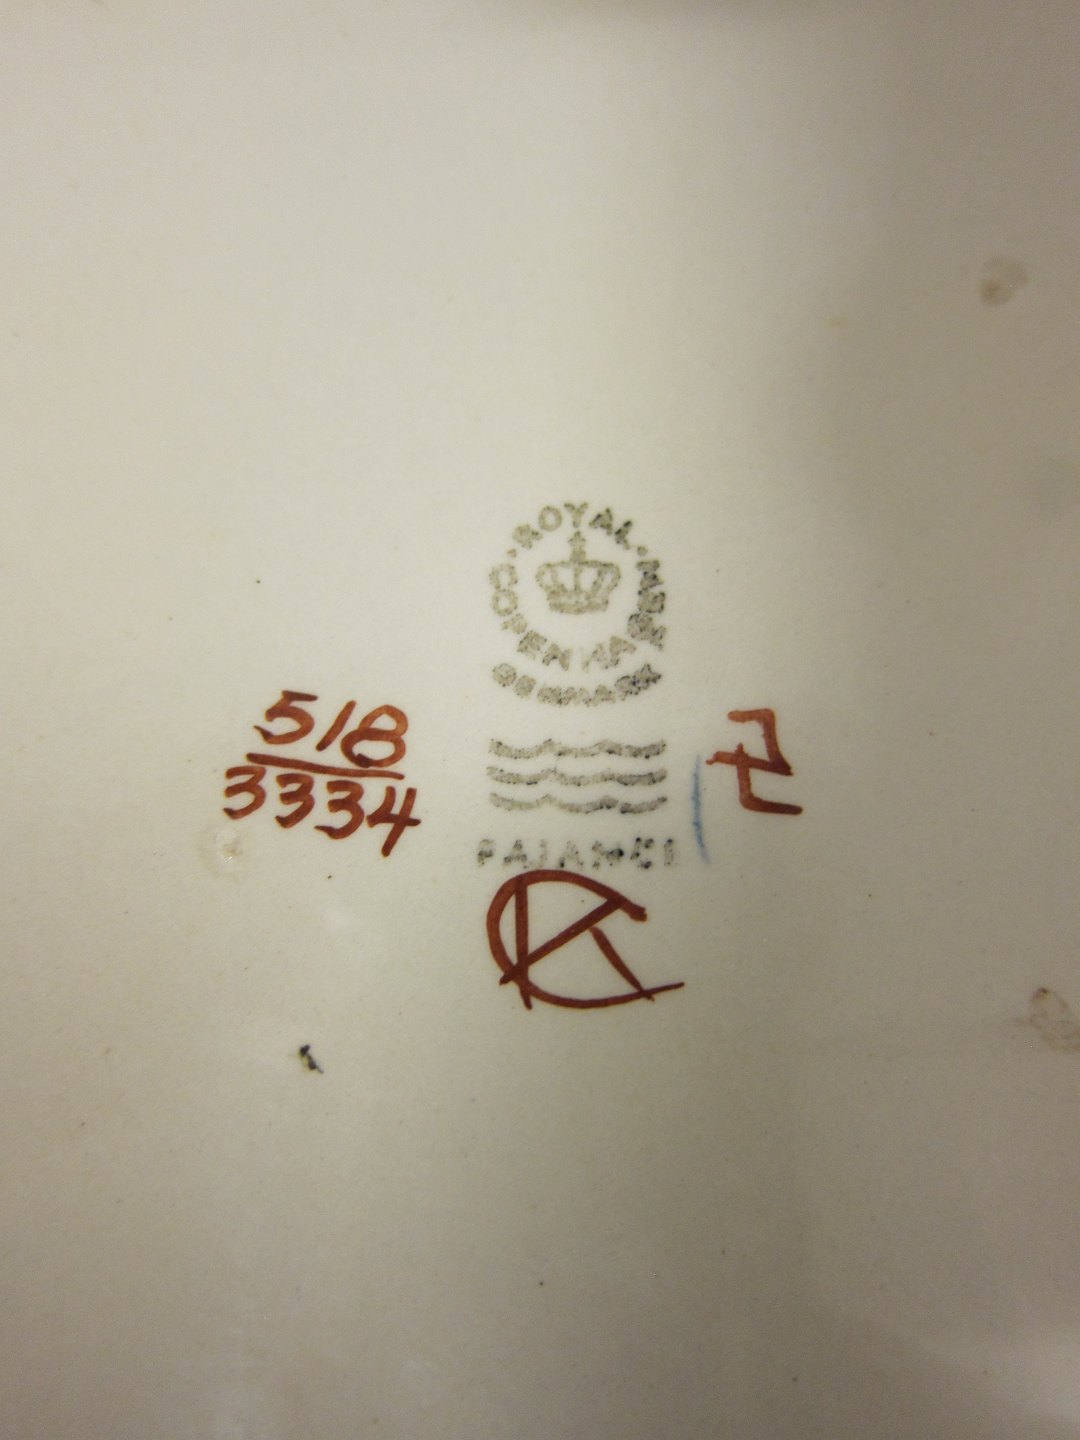 · ROYAL ·
COPENHAGEN
DENMARK
518
3334
FAJANCE